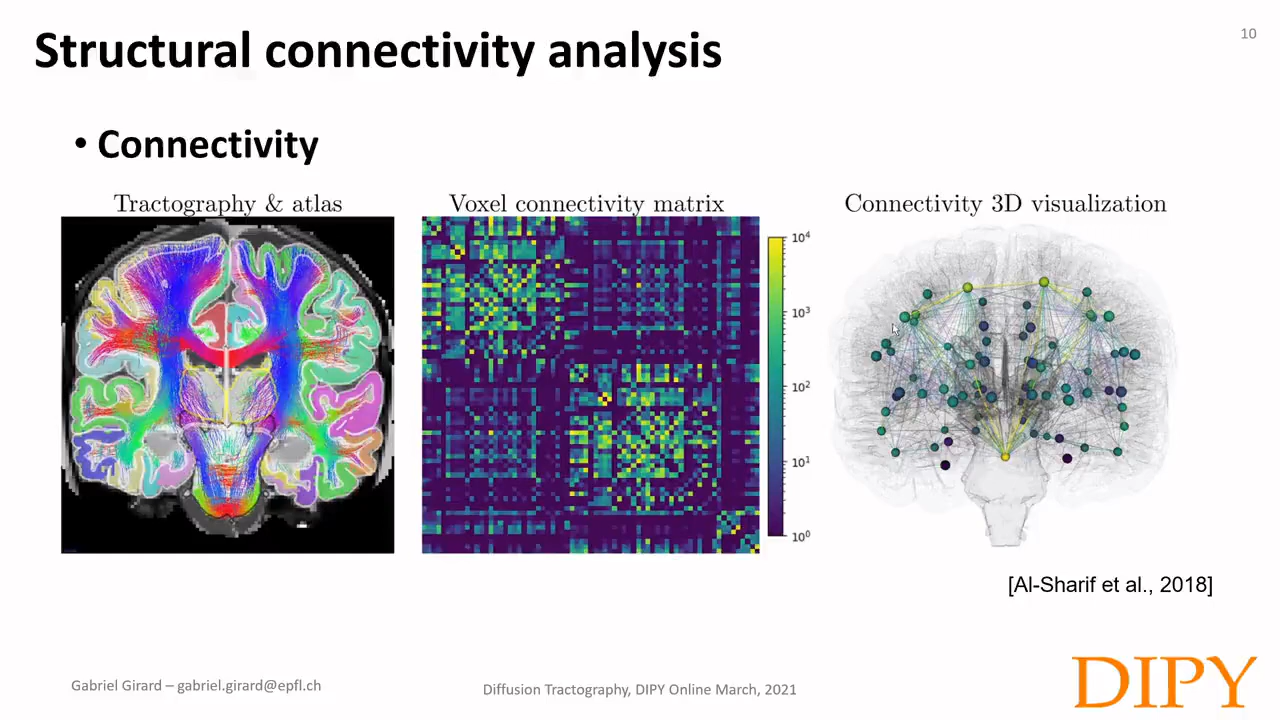 Structural connectivity analysis
10
• Connectivity
Tractography & atlas
Voxel connectivity matrix
Connectivity 3D visualization
10⁴
10³
10²
10¹
10⁰
[Al-Sharif et al., 2018]
Gabriel Girard – gabriel.girard@epfl.ch
Diffusion Tractography, DIPY Online March, 2021
DIPY